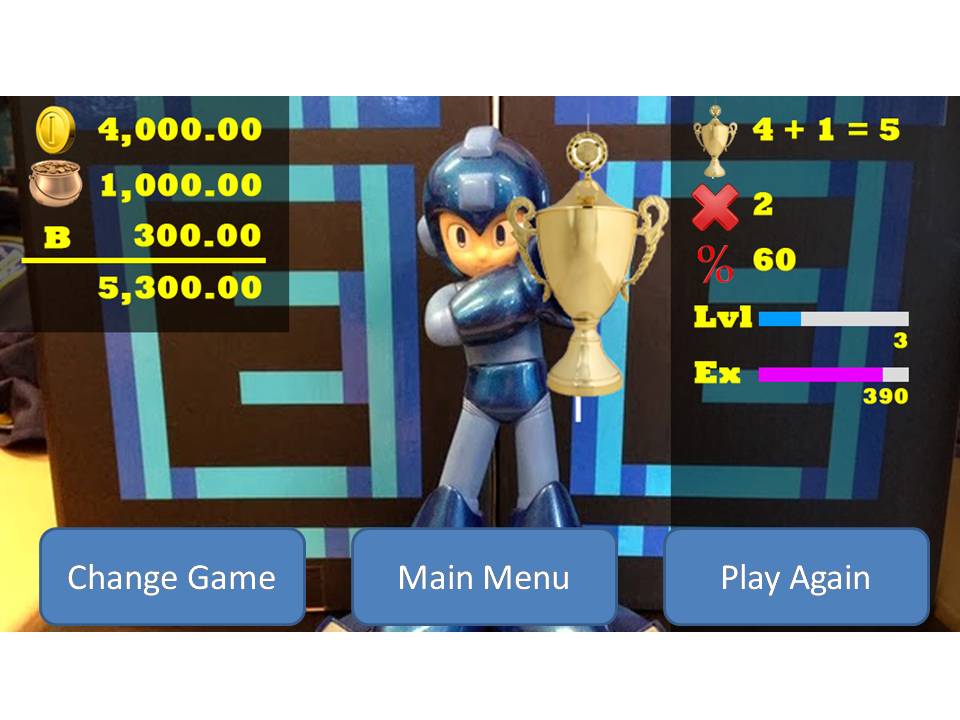 4,000.00
1,000.00
B 300.00
5,300.00
4 + 1 = 5
2
% 60
Lvl
3
Ex
390
Change Game
Main Menu
Play Again